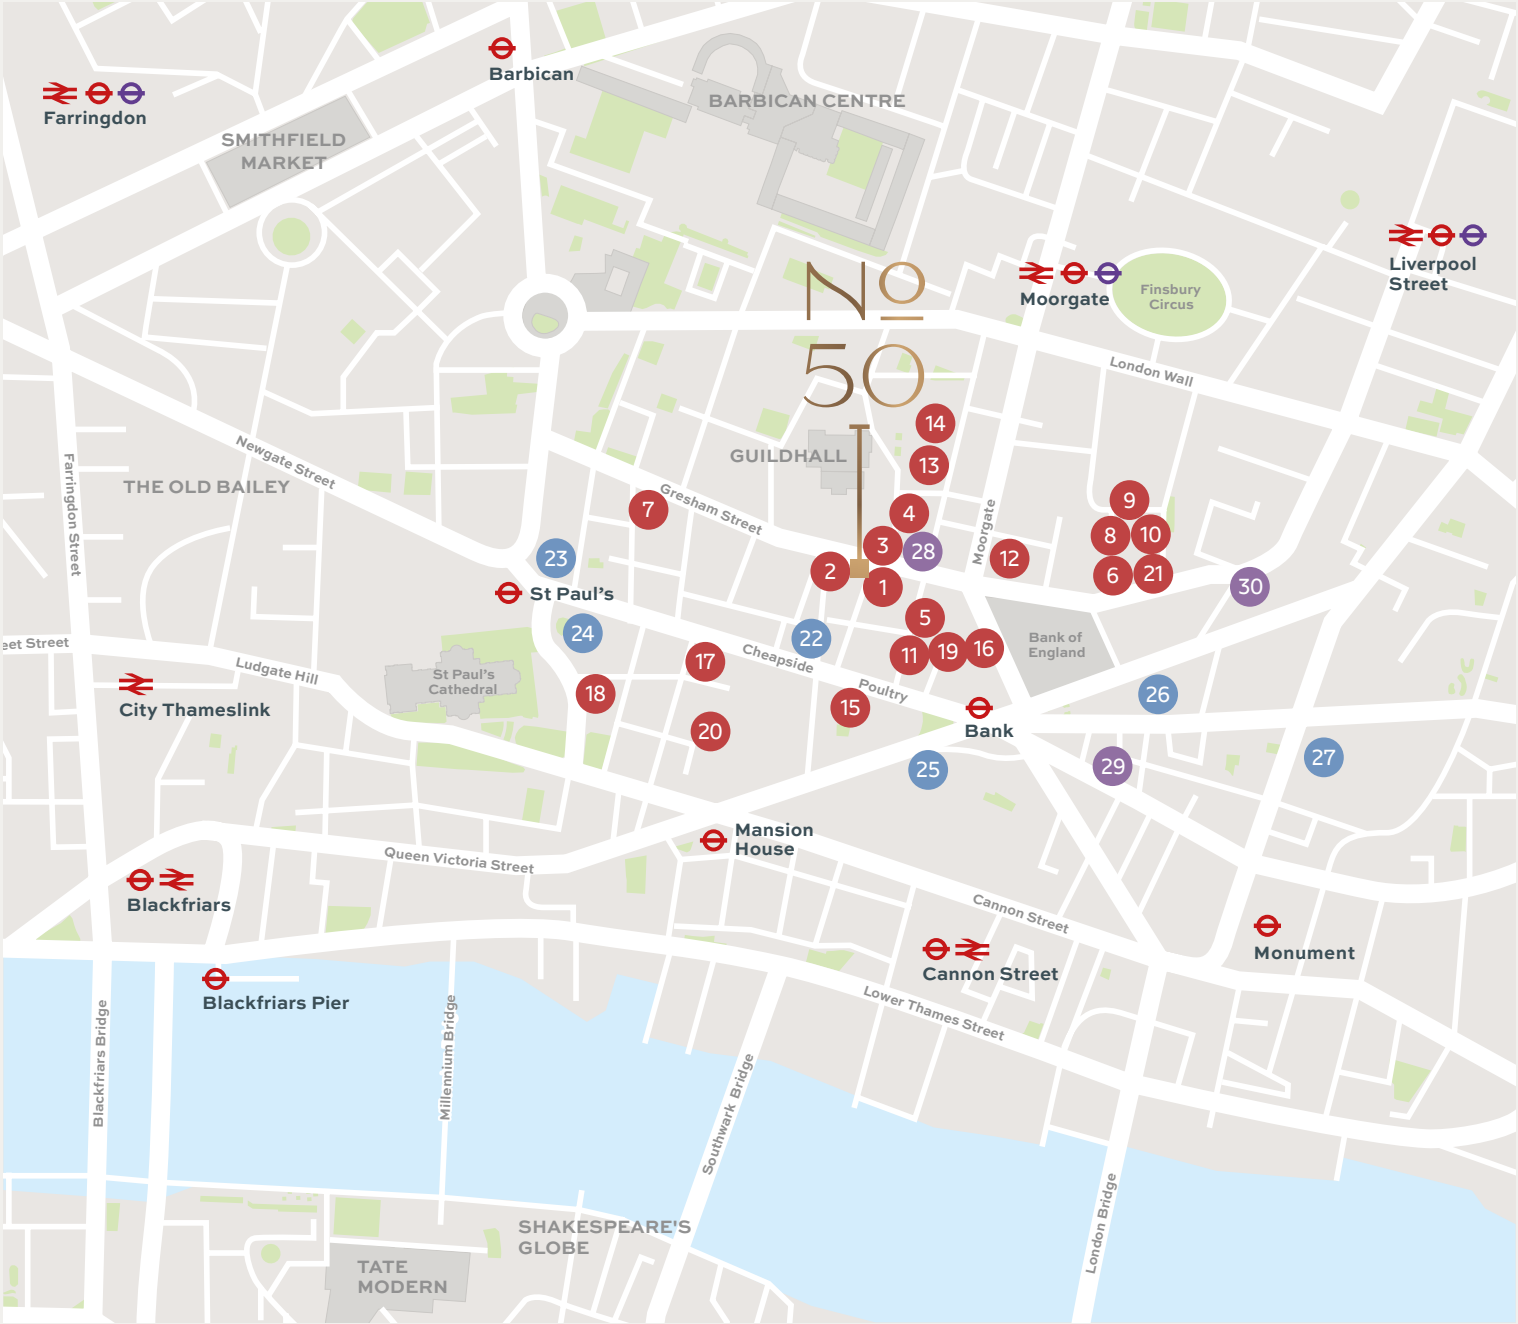 Barbican
Farringdon
BARBICAN CENTRE
SMITHFIELD
MARKET
Liverpool
Street
Moorgate
Finsbury
Circus
Nº
50
London Wall
14
GUILDHALL
13
Newgate Street
Farringdon Street
THE OLD BAILEY
7
Gresham Street
4
Moorgate
9
8
10
3
28
12
23
2
1
6
21
30
St Paul's
5
24
22
Bank of
England
eet Street
Ludgate Hill
Cheapside
11
19
16
17
St Paul's
Cathedral
City Thameslink
18
Poultry
15
26
20
Bank
25
29
27
Mansion
House
Queen Victoria Street
Blackfriars
Cannon Street
Monument
Cannon Street
Blackfriars Pier
Lower Thames Street
Blackfriars Bridge
Millennium Bridge
Southwark Bridge
London Bridge
SHAKESPEARE'S
GLOBE
TATE
MODERN